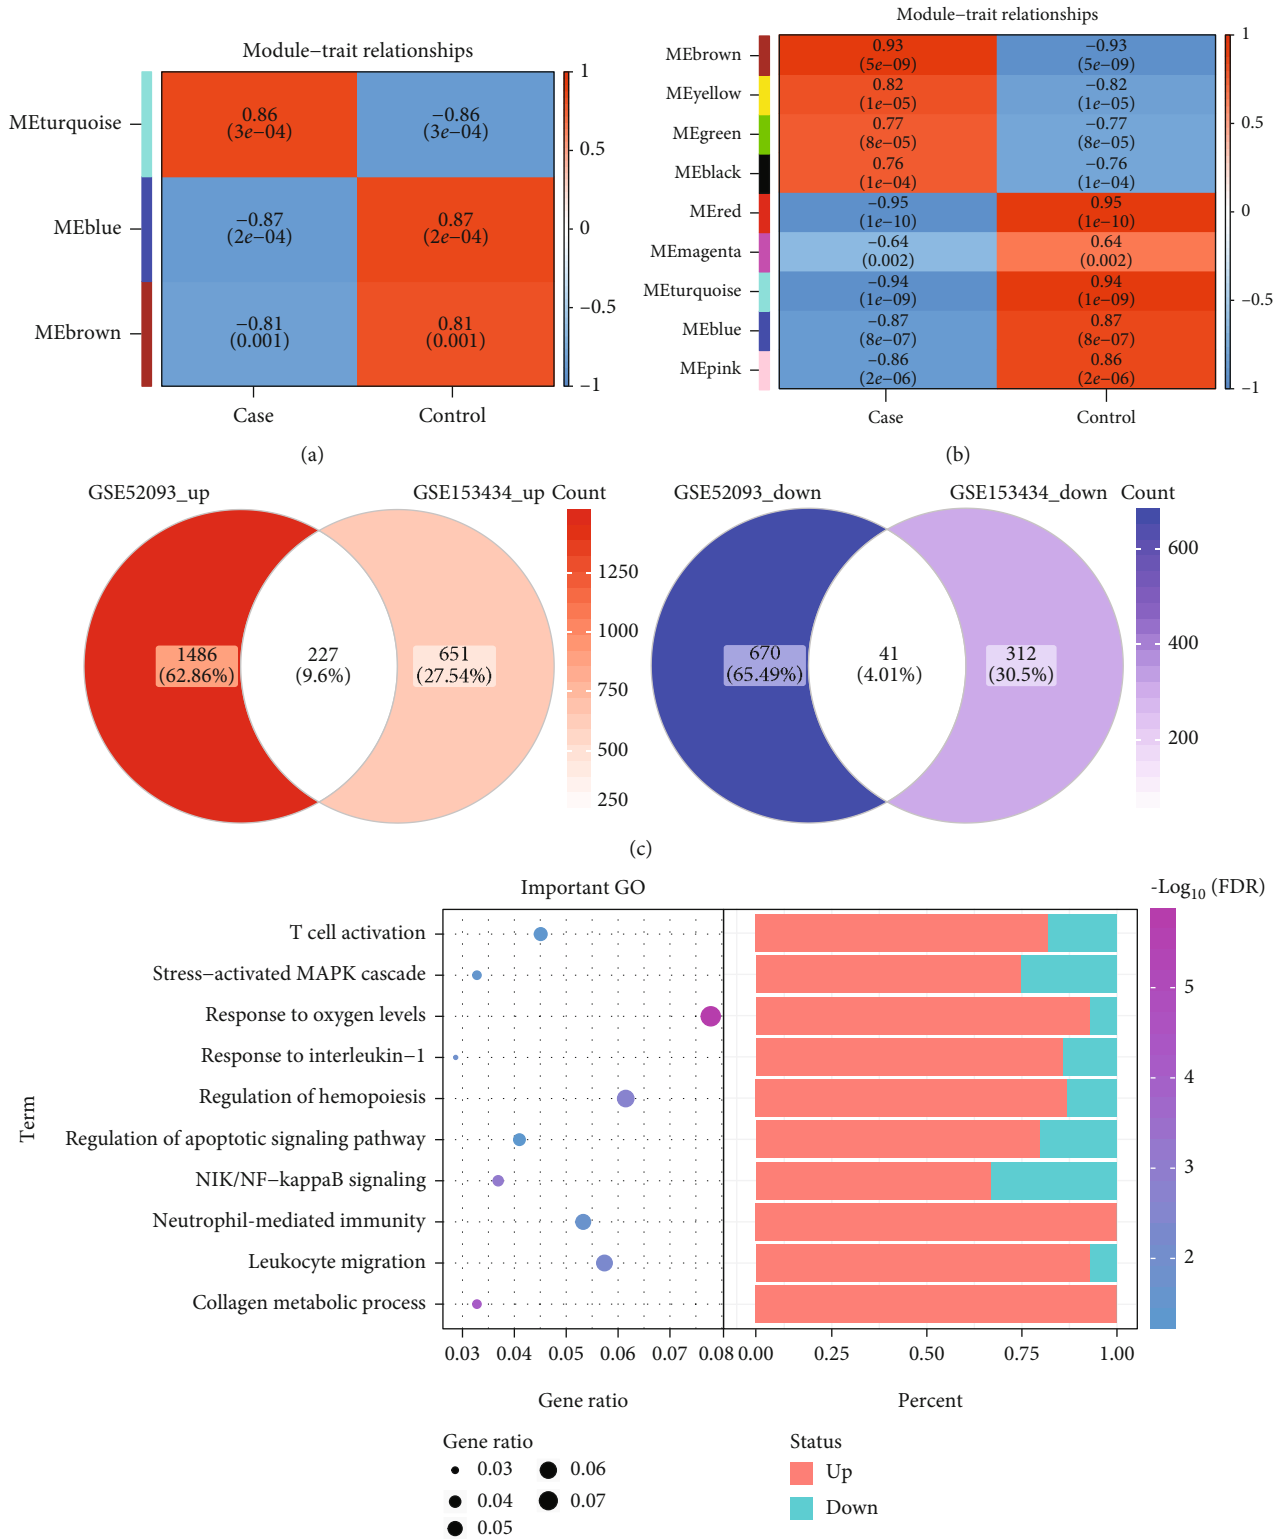 Module−trait relationships
MEturquoise
MEblue
MEbrown
0.86
(3e−04)
−0.86
(3e−04)
−0.87
(2e−04)
0.87
(2e−04)
−0.81
(0.001)
0.81
(0.001)
1
0.5
0
−0.5
−1
Case
Control
(a)
Module−trait relationships
MEbrown
MEyellow
MEgreen
MEblack
MEred
MEmagenta
MEturquoise
MEblue
MEpink
0.93
(5e−09)
−0.93
(5e−09)
0.82
(1e−05)
−0.82
(1e−05)
0.77
(8e−05)
−0.77
(8e−05)
0.76
(1e−04)
−0.76
(1e−04)
−0.95
(1e−10)
0.95
(1e−10)
−0.64
(0.002)
0.64
(0.002)
−0.94
(1e−09)
0.94
(1e−09)
−0.87
(8e−07)
0.87
(8e−07)
−0.86
(2e−06)
0.86
(2e−06)
1
0.5
0
−0.5
−1
Case
Control
(b)
GSE52093_up
GSE153434_up
Count
1486
(62.86%)
227
(9.6%)
651
(27.54%)
1250
1000
750
500
250
GSE52093_down
GSE153434_down
Count
670
(65.49%)
41
(4.01%)
312
(30.5%)
600
400
200
(c)
Important GO
-Log10 (FDR)
Term
T cell activation
Stress−activated MAPK cascade
Response to oxygen levels
Response to interleukin−1
Regulation of hemopoiesis
Regulation of apoptotic signaling pathway
NIK/NF−kappaB signaling
Neutrophil-mediated immunity
Leukocyte migration
Collagen metabolic process
5
4
3
2
0.03 0.04 0.05 0.06 0.07 0.08
0.00 0.25 0.50 0.75 1.00
Gene ratio
Percent
Gene ratio
0.03
0.04
0.05
0.06
0.07
Status
Up
Down